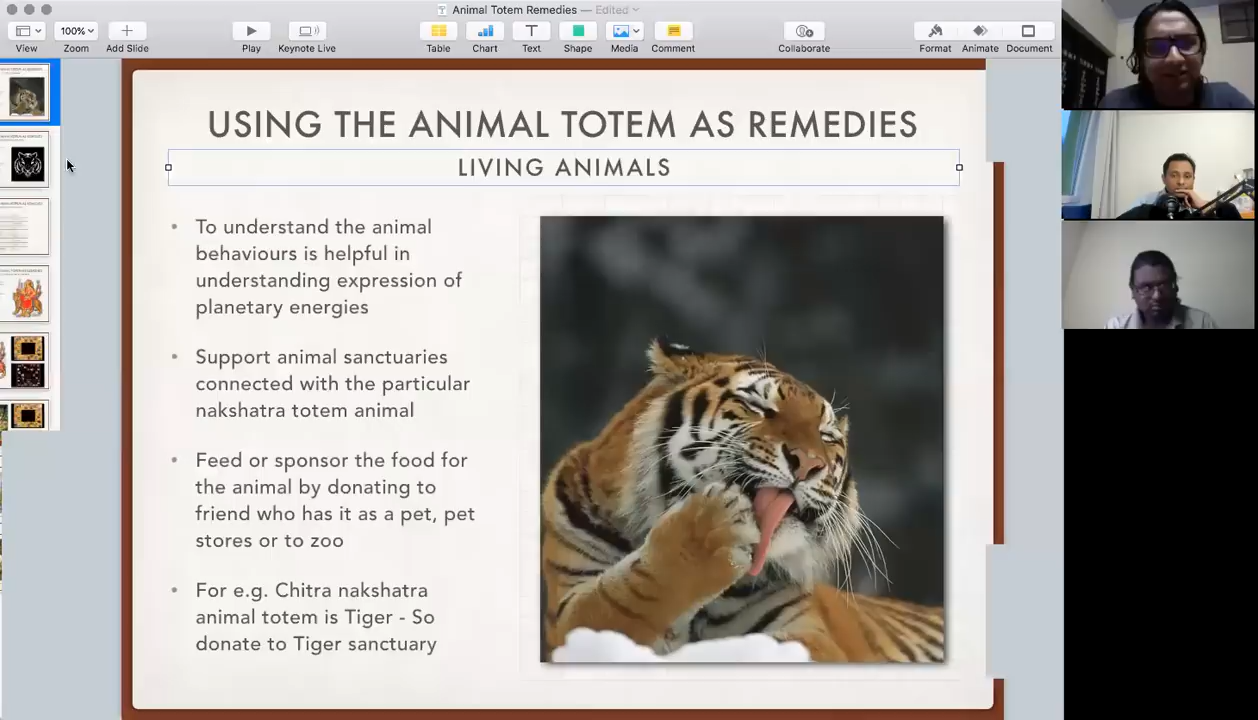 Animal Totem Remedies — Edited
100%
View
Zoom
Add Slide
Play
Keynote Live
Table
Chart
Text
Shape
Media
Comment
Collaborate
Format
Animate
Document
USING THE ANIMAL TOTEM AS REMEDIES
LIVING ANIMALS
• To understand the animal
behaviours is helpful in
understanding expression of
planetary energies
• Support animal sanctuaries
connected with the particular
nakshatra totem animal
• Feed or sponsor the food for
the animal by donating to
friend who has it as a pet, pet
stores or to zoo
• For e.g. Chitra nakshatra
animal totem is Tiger - So
donate to Tiger sanctuary